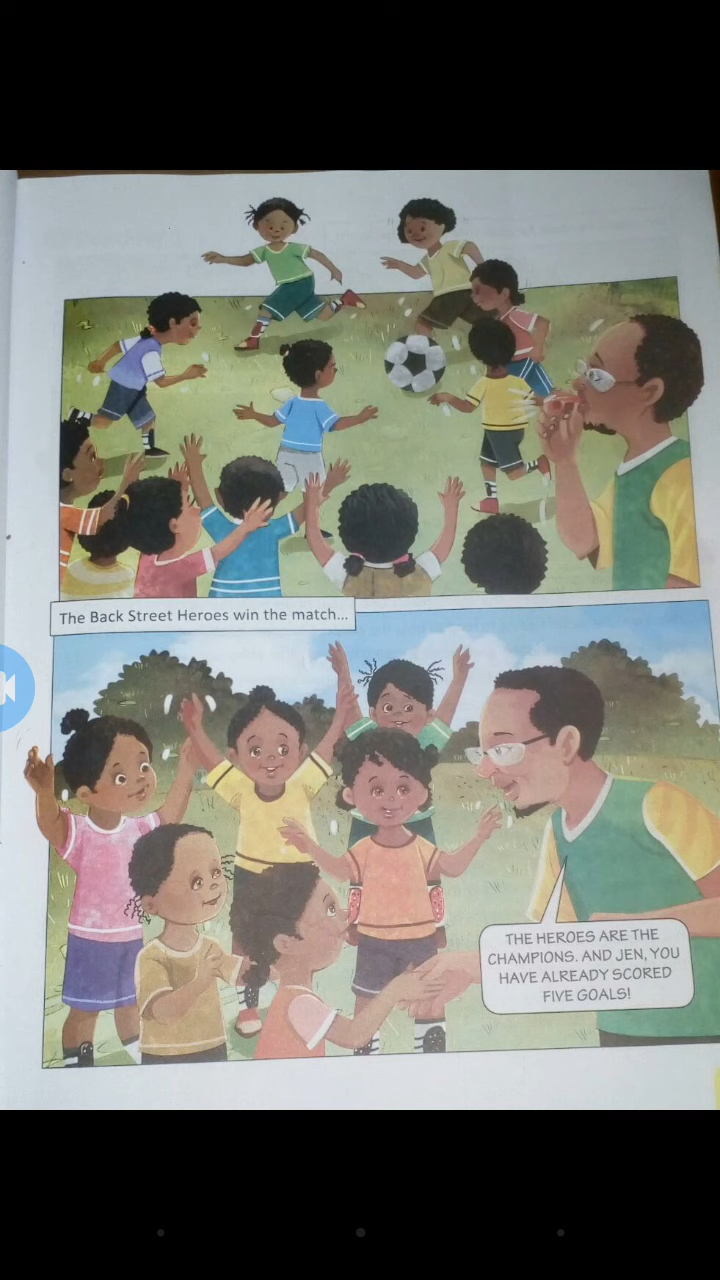 The Back Street Heroes win the match...
THE HEROES ARE THE
CHAMPIONS. AND JEN, YOU
HAVE ALREADY SCORED
FIVE GOALS!